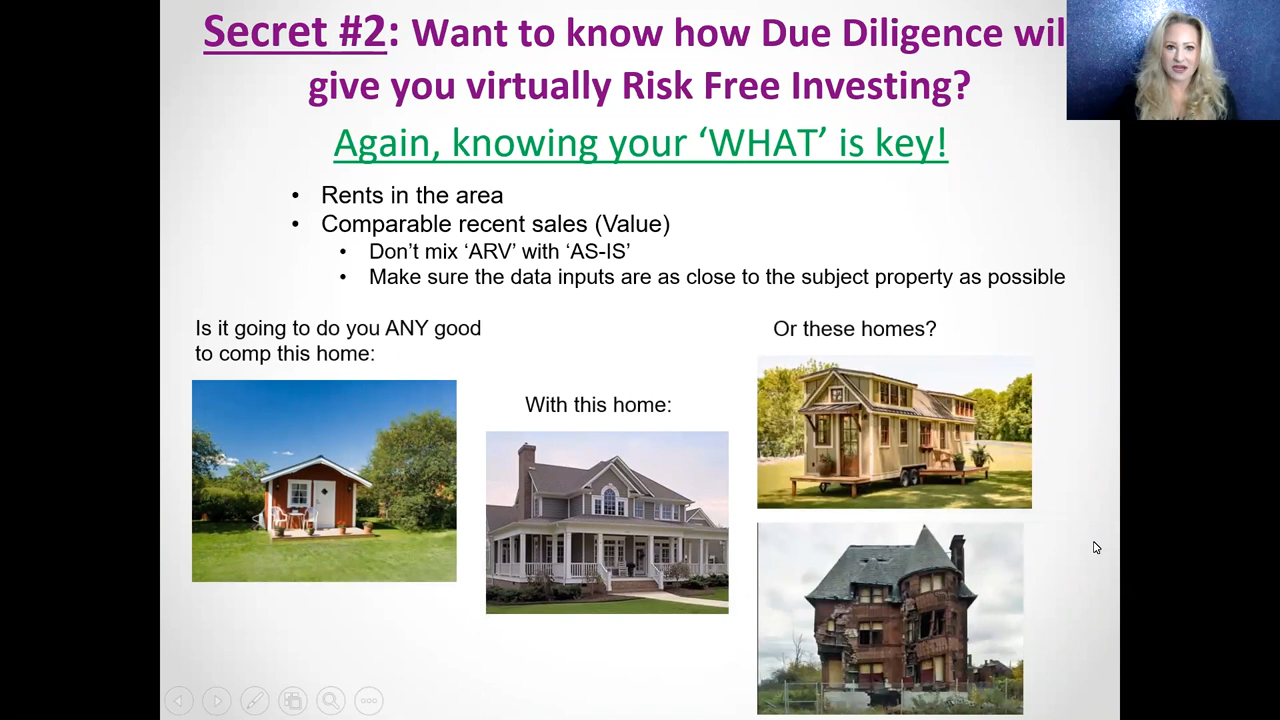 Secret #2: Want to know how Due Diligence wil
give you virtually Risk Free Investing?
Again, knowing your ‘WHAT’ is key!
• Rents in the area
• Comparable recent sales (Value)
• Don’t mix ‘ARV’ with ‘AS-IS’
• Make sure the data inputs are as close to the subject property as possible
Is it going to do you ANY good
to comp this home:
With this home:
Or these homes?